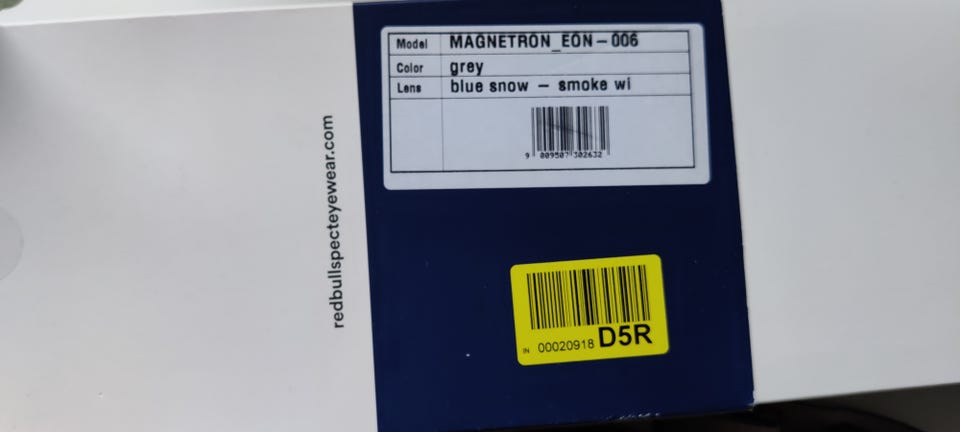 redbullspecteyewear.com
Model MAGNETRON_EON-006
Color grey
Lens blue snow - smoke wi
9 009507 302632
IN 00020918 D5R